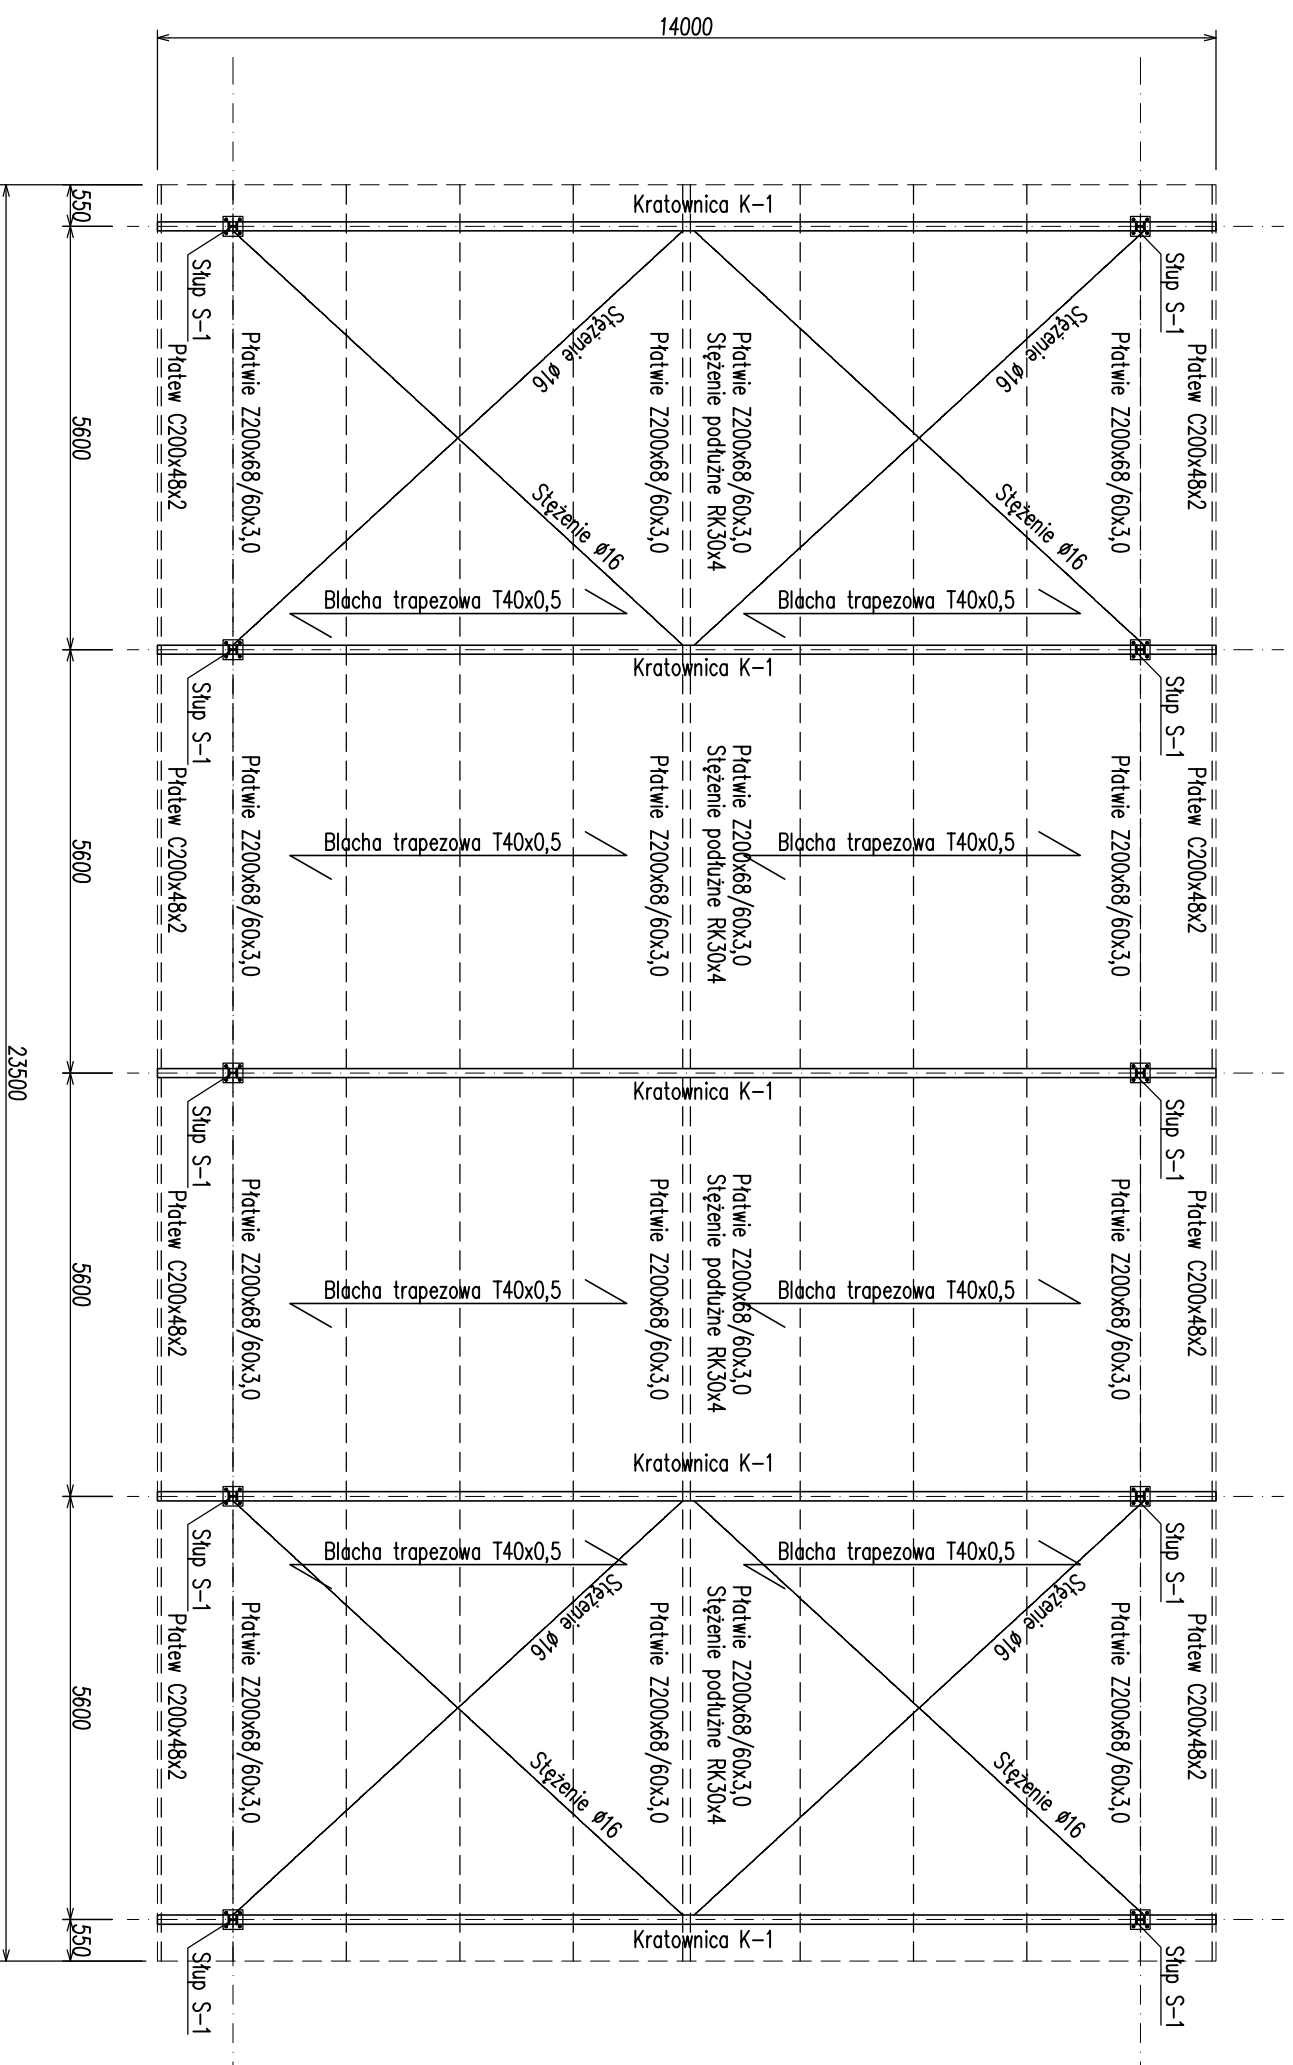 14000
550
Kratownica K-1
Słup S-1
Słup S-1
5600
Płatew C200x48x2
Płatwie Z200x68/60x3,0
Stężenie ø16
Płatwie Z200x68/60x3,0
Płatwie Z200x68/60x3,0
Stężenie podłużne RK30x4
Stężenie ø16
Płatwie Z200x68/60x3,0
Płatew C200x48x2
Stężenie ø16
Stężenie ø16
Blacha trapezowa T40x0,5
Blacha trapezowa T40x0,5
Kratownica K-1
Słup S-1
Słup S-1
5600
Płatew C200x48x2
Płatwie Z200x68/60x3,0
Płatwie Z200x68/60x3,0
Płatwie Z200x68/60x3,0
Stężenie podłużne RK30x4
Płatwie Z200x68/60x3,0
Płatew C200x48x2
Blacha trapezowa T40x0,5
Blacha trapezowa T40x0,5
23500
Kratownica K-1
Słup S-1
Słup S-1
5600
Płatew C200x48x2
Płatwie Z200x68/60x3,0
Płatwie Z200x68/60x3,0
Płatwie Z200x68/60x3,0
Stężenie podłużne RK30x4
Płatwie Z200x68/60x3,0
Płatew C200x48x2
Blacha trapezowa T40x0,5
Blacha trapezowa T40x0,5
Kratownica K-1
Słup S-1
Słup S-1
Blacha trapezowa T40x0,5
Blacha trapezowa T40x0,5
5600
Płatew C200x48x2
Płatwie Z200x68/60x3,0
Stężenie ø16
Płatwie Z200x68/60x3,0
Płatwie Z200x68/60x3,0
Stężenie podłużne RK30x4
Stężenie ø16
Płatwie Z200x68/60x3,0
Płatew C200x48x2
Stężenie ø16
Stężenie ø16
550
Kratownica K-1
Słup S-1
Słup S-1